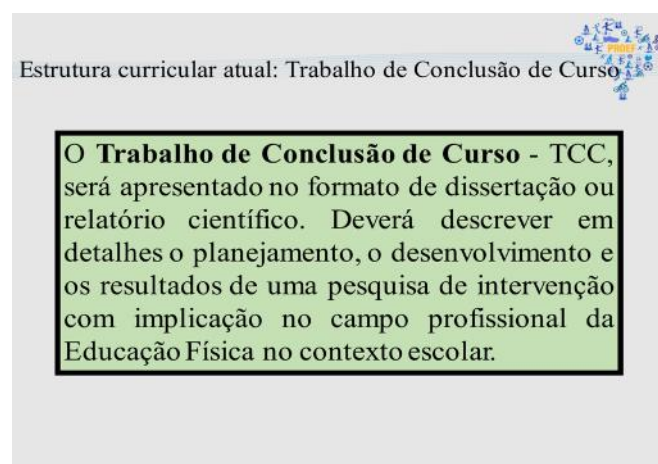 PROEF
Estrutura curricular atual: Trabalho de Conclusão de Curso
O Trabalho de Conclusão de Curso - TCC,
será apresentado no formato de dissertação ou
relatório científico. Deverá descrever em
detalhes o planejamento, o desenvolvimento e
os resultados de uma pesquisa de intervenção
com implicação no campo profissional da
Educação Física no contexto escolar.